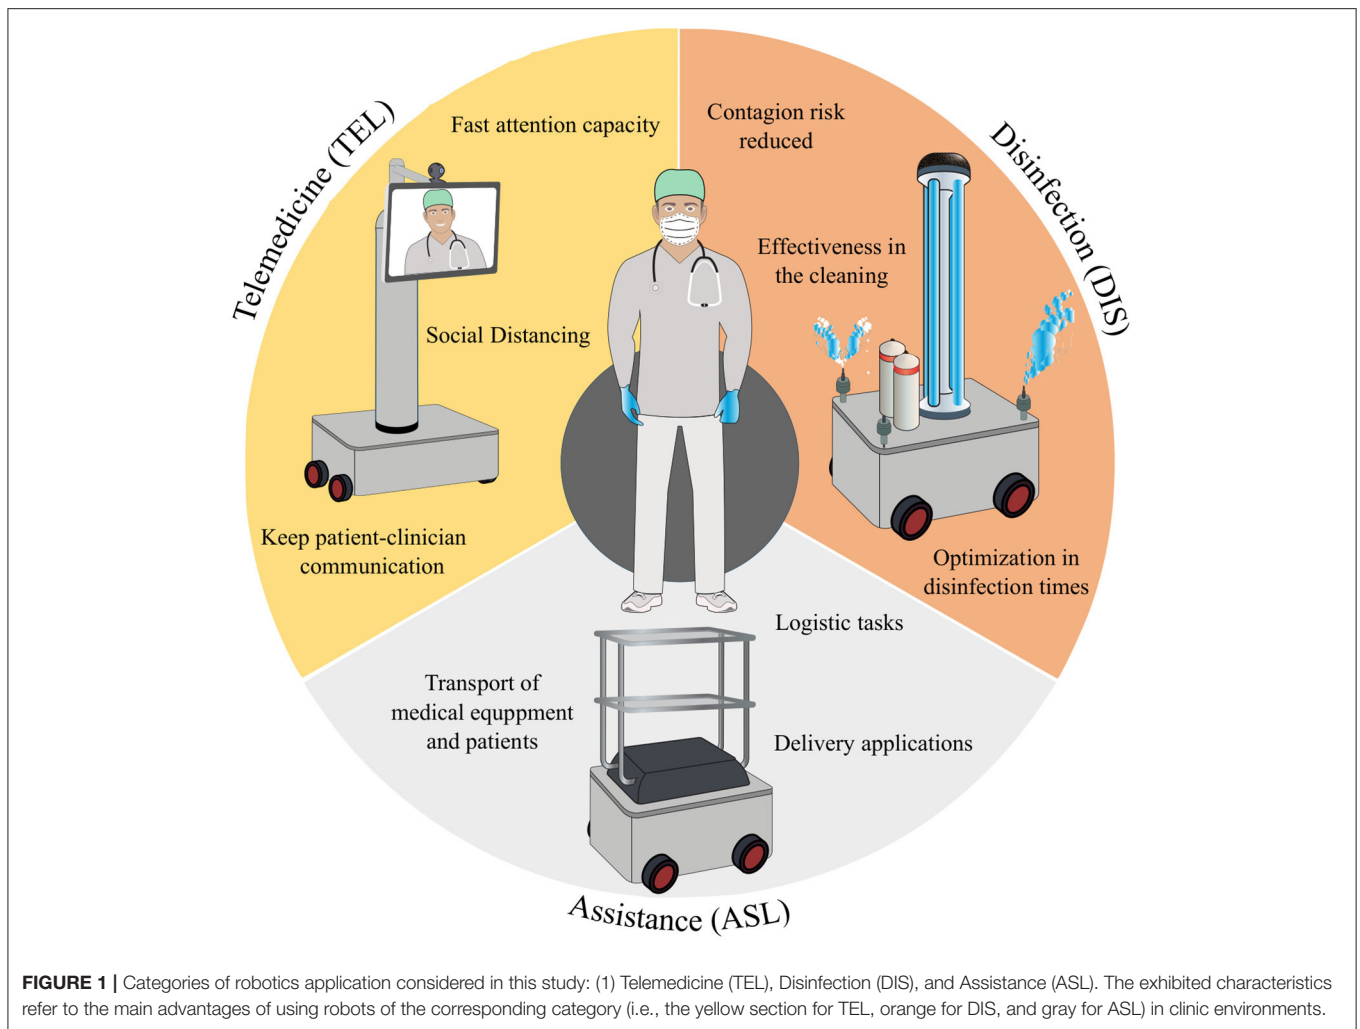 Telemedicine (TEL)
Fast attention capacity
Social Distancing
Keep patient-clinician
communication
Disinfection (DIS)
Contagion risk
reduced
Effectiveness in
the cleaning
Optimization in
disinfection times
Logistic tasks
Transport of
medical equppment
and patients
Delivery applications
Assistance (ASL)
FIGURE 1 | Categories of robotics application considered in this study: (1) Telemedicine (TEL), Disinfection (DIS), and Assistance (ASL). The exhibited characteristics
refer to the main advantages of using robots of the corresponding category (i.e., the yellow section for TEL, orange for DIS, and gray for ASL) in clinic environments.